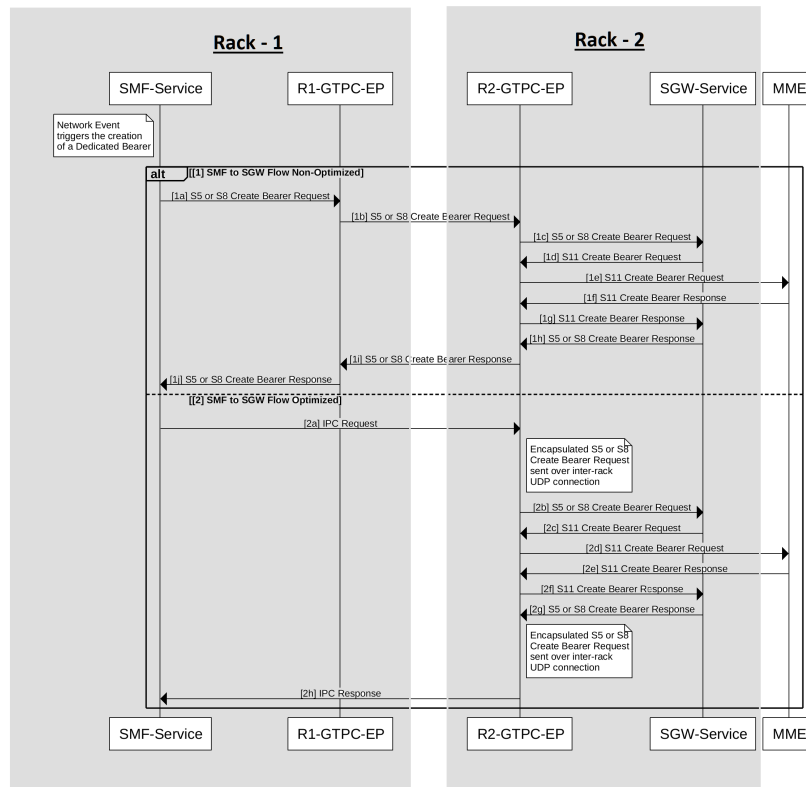 Rack - 1
Rack - 2
SMF-Service
R1-GTPC-EP
R2-GTPC-EP
SGW-Service
MME
Network Event
triggers the creation
of a Dedicated Bearer
alt
[[1] SMF to SGW Flow Non-Optimized]
[1a] S5 or S8 Create Bearer Request
[1b] S5 or S8 Create Bearer Request
[1c] S5 or S8 Create Bearer Request
[1d] S11 Create Bearer Request
[1e] S11 Create Bearer Request
[1f] S11 Create Bearer Response
[1g] S11 Create Bearer Response
[1h] S5 or S8 Create Bearer Response
[1i] S5 or S8 Create Bearer Response
[1j] S5 or S8 Create Bearer Response
[[2] SMF to SGW Flow Optimized]
[2a] IPC Request
Encapsulated S5 or S8
Create Bearer Request
sent over inter-rack
UDP connection
[2b] S5 or S8 Create Bearer Request
[2c] S11 Create Bearer Request
[2d] S11 Create Bearer Request
[2e] S11 Create Bearer Response
[2f] S11 Create Bearer Response
[2g] S5 or S8 Create Bearer Response
Encapsulated S5 or S8
Create Bearer Request
sent over inter-rack
UDP connection
[2h] IPC Response
SMF-Service
R1-GTPC-EP
R2-GTPC-EP
SGW-Service
MME